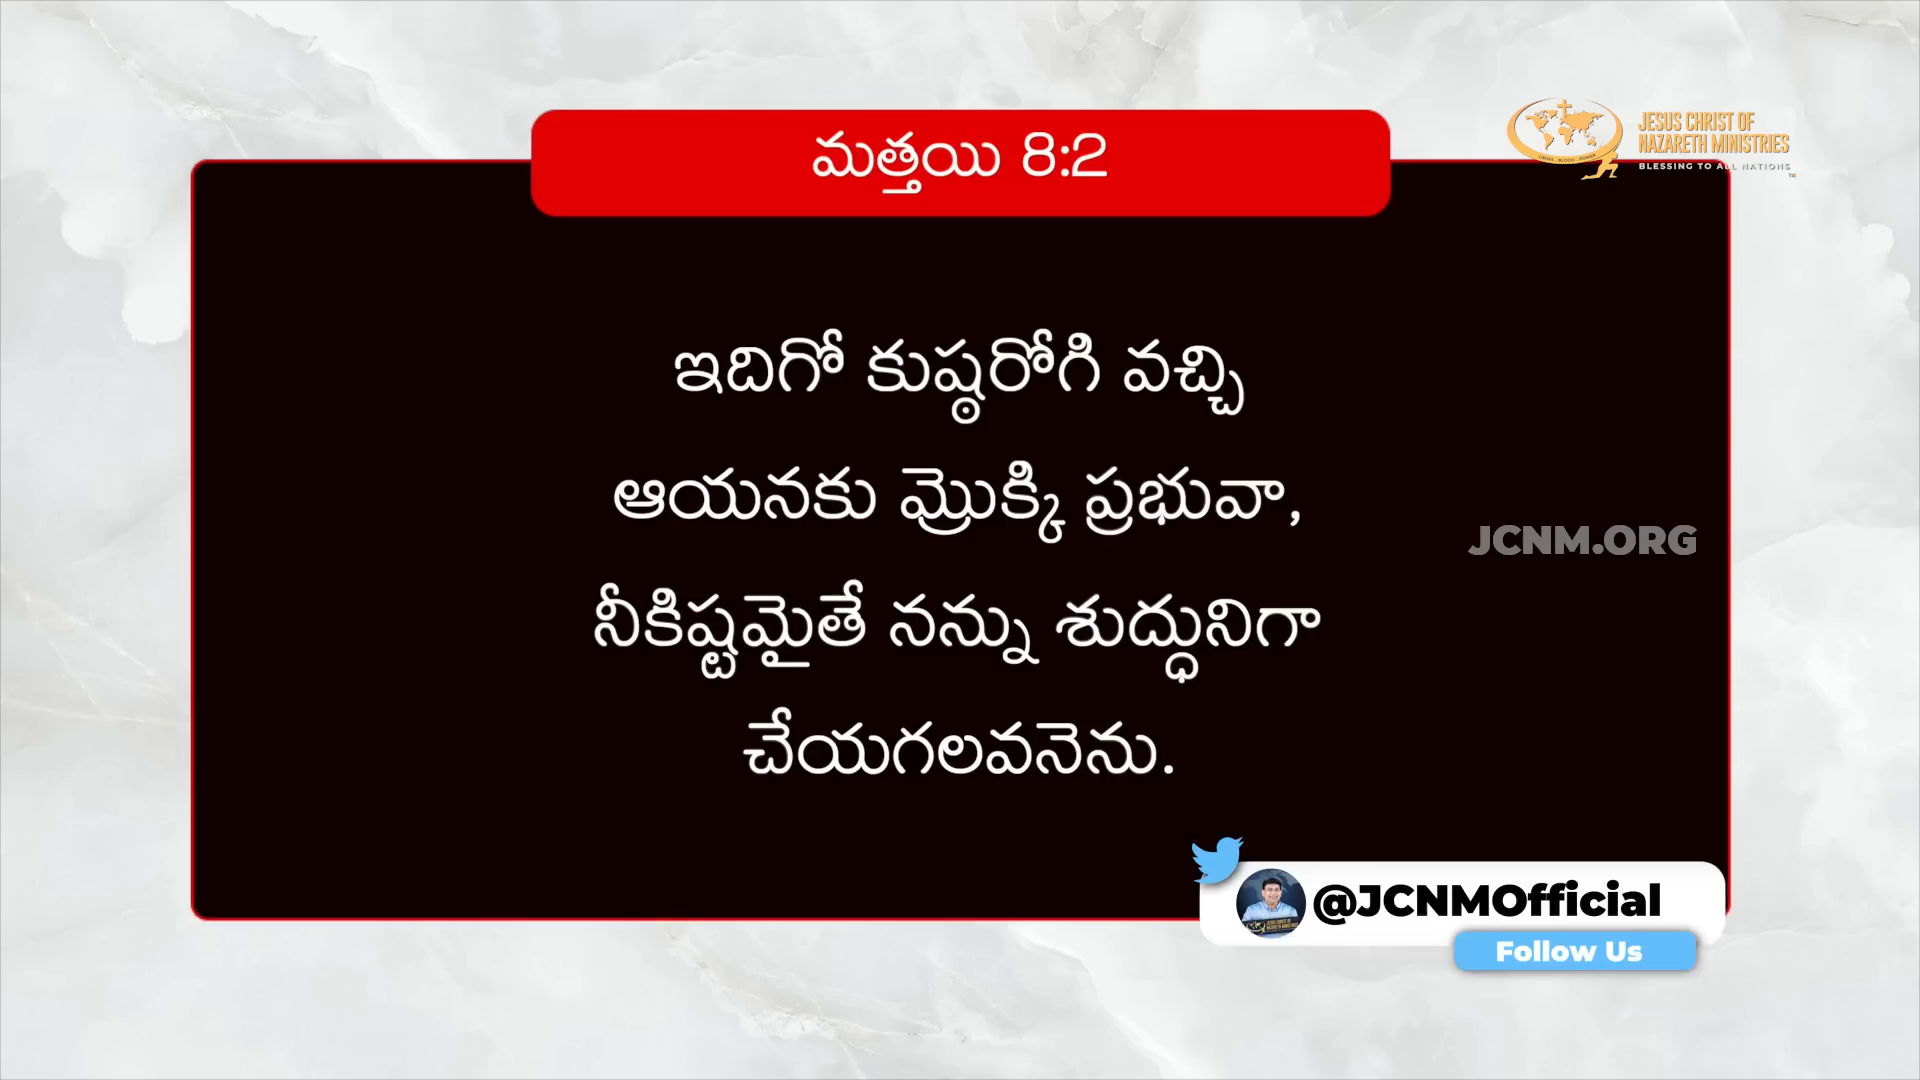 మత్తయి 8:2
JESUS CHRIST OF
NAZARETH MINISTRIES
BLESSING TO ALL NATIONS
ఇదిగో కుష్ఠరోగి వచ్చి
ఆయనకు మ్రొక్కి ప్రభువా,
నీకిష్టమైతే నన్ను శుద్ధునిగా
చేయగలవనెను.
JCNM.ORG
@JCNMOfficial
Follow Us